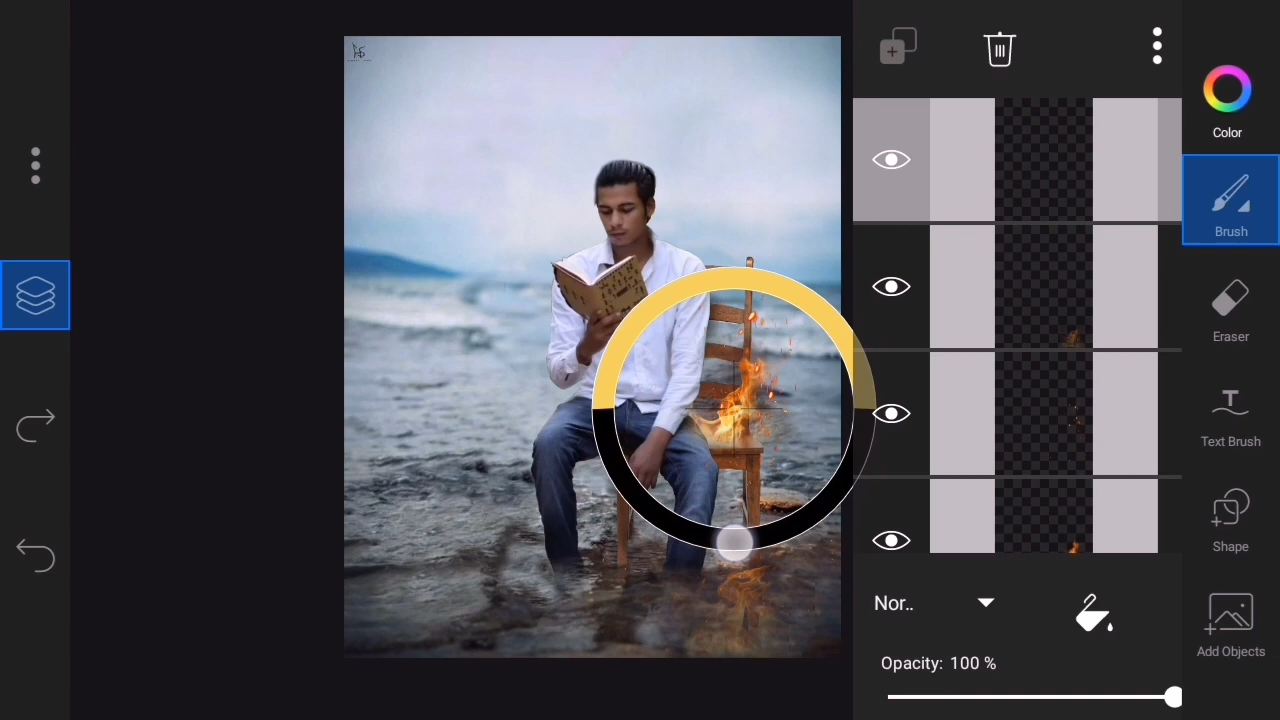 Color
Brush
Eraser
Text Brush
Shape
Nor..
Opacity: 100 %
Add Objects